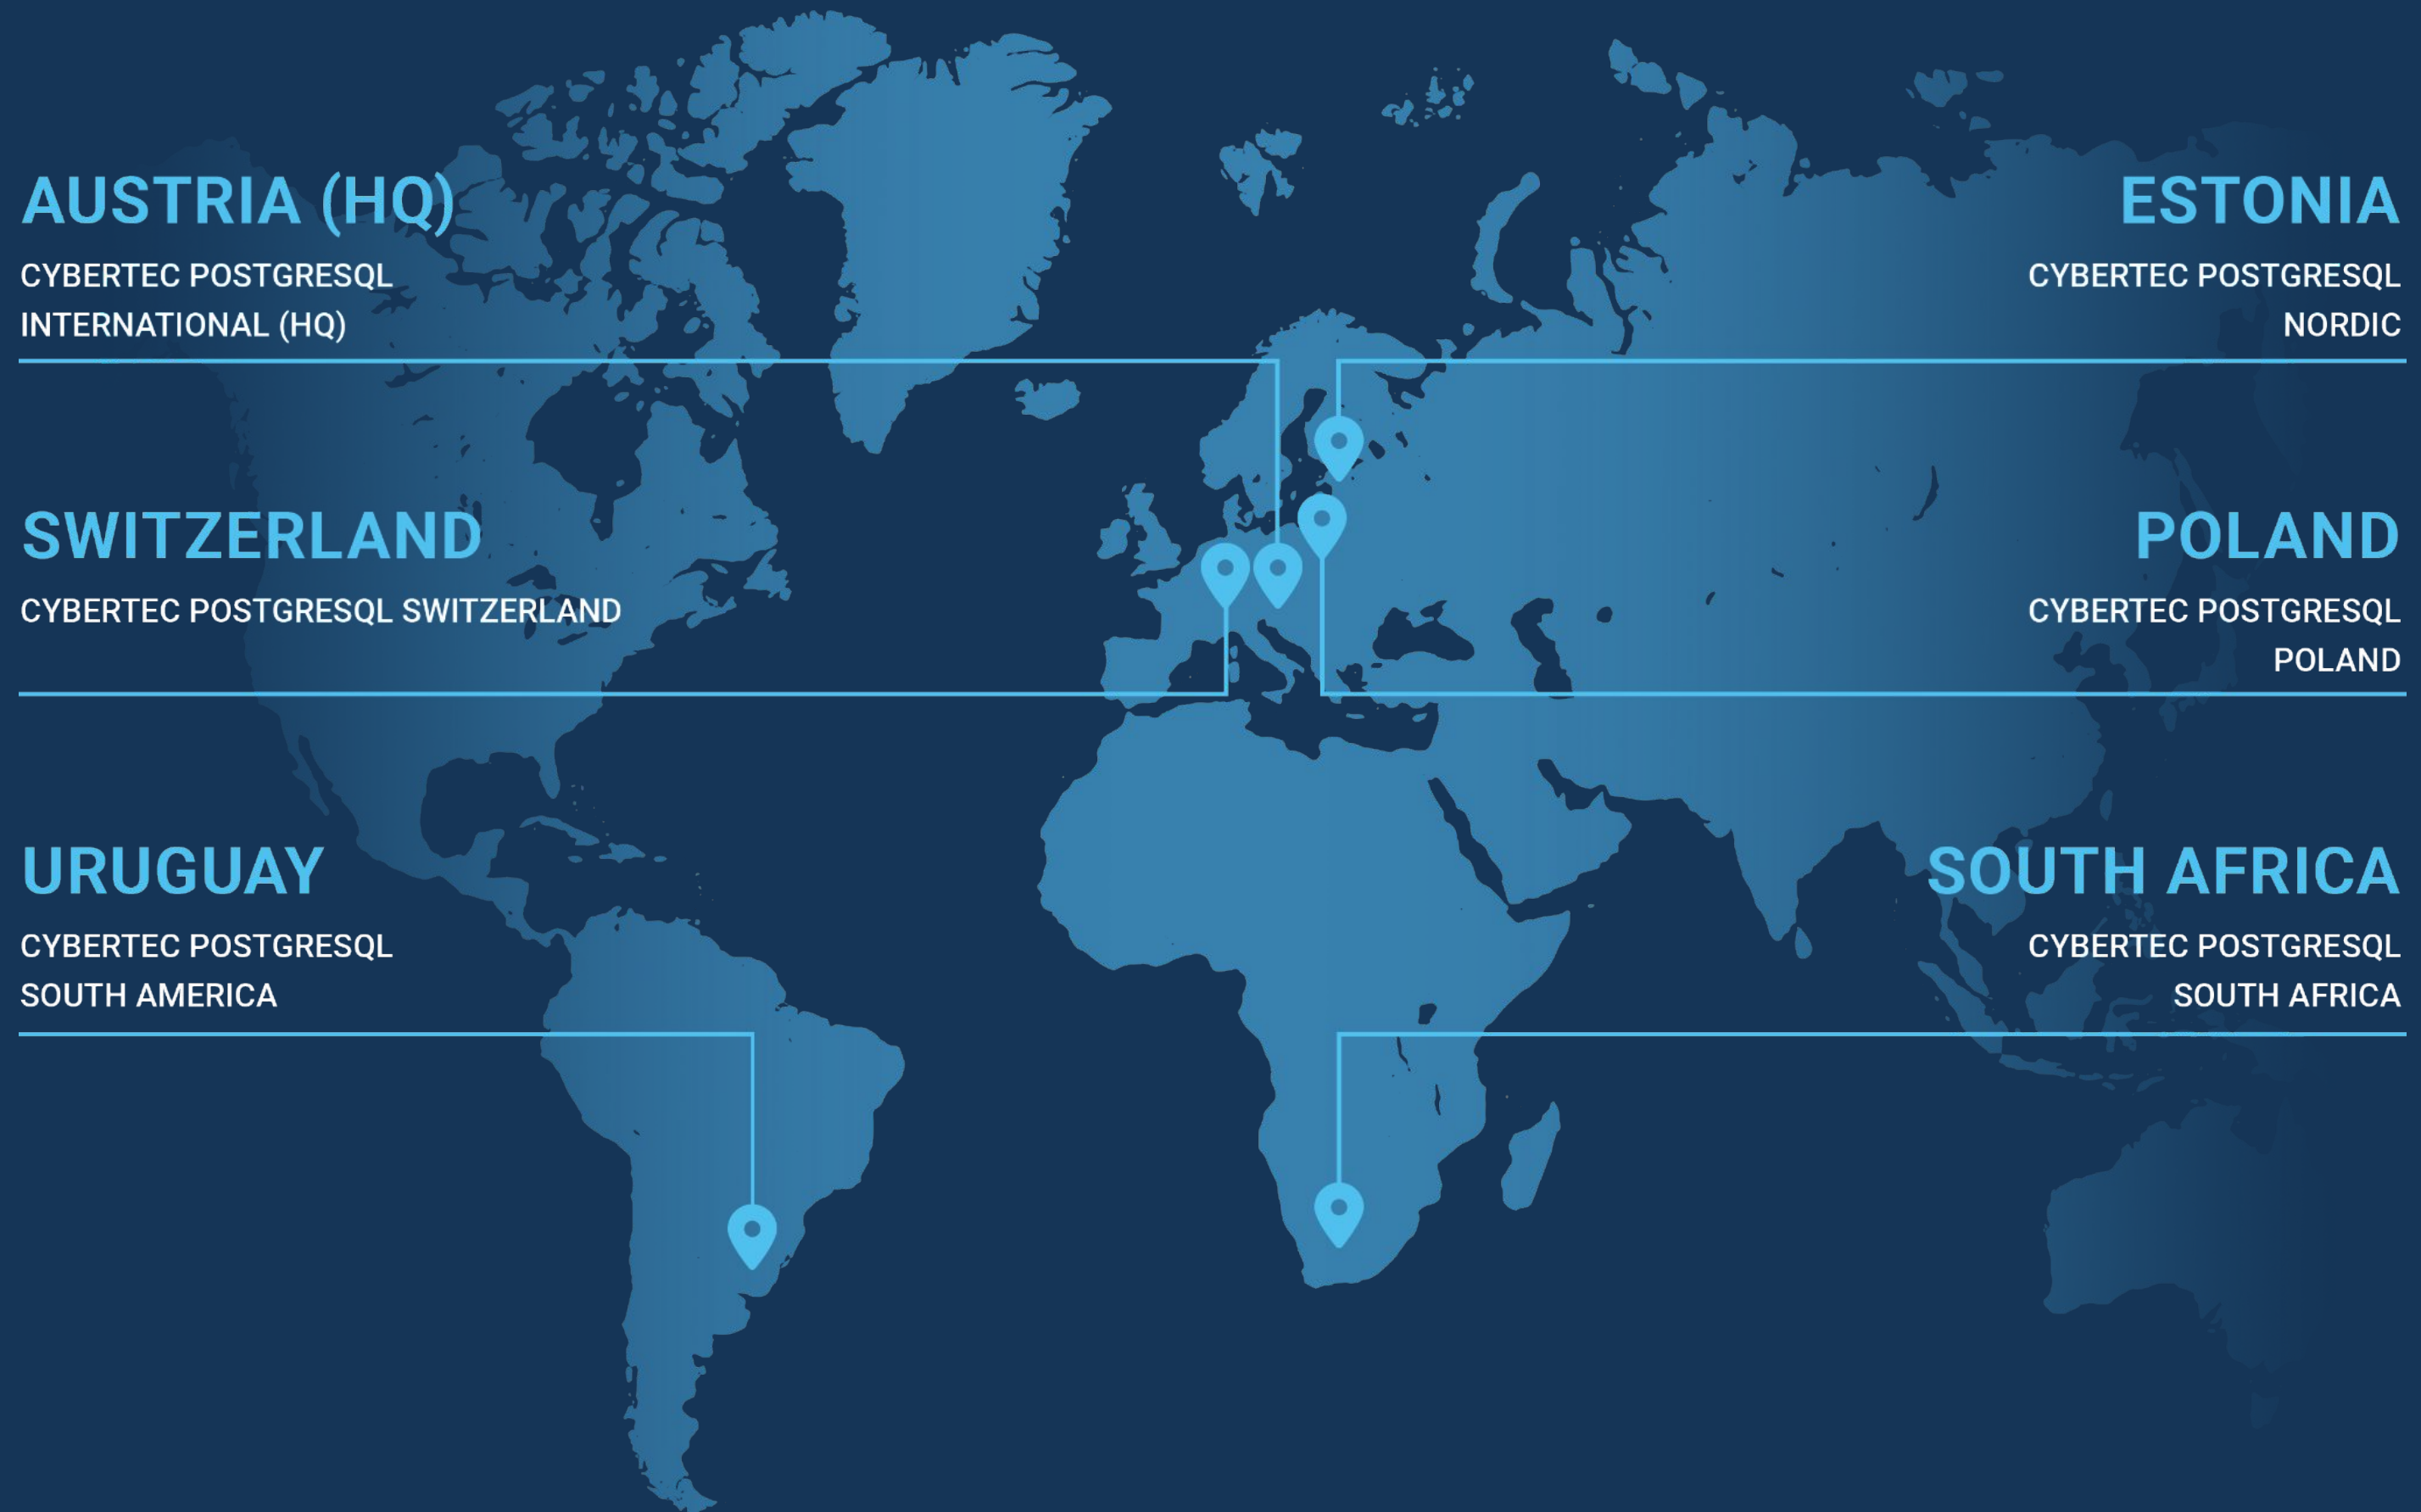 AUSTRIA (HQ)
CYBERTEC POSTGRESQL
INTERNATIONAL (HQ)
ESTONIA
CYBERTEC POSTGRESQL
NORDIC
SWITZERLAND
CYBERTEC POSTGRESQL SWITZERLAND
POLAND
CYBERTEC POSTGRESQL
POLAND
URUGUAY
CYBERTEC POSTGRESQL
SOUTH AMERICA
SOUTH AFRICA
CYBERTEC POSTGRESQL
SOUTH AFRICA